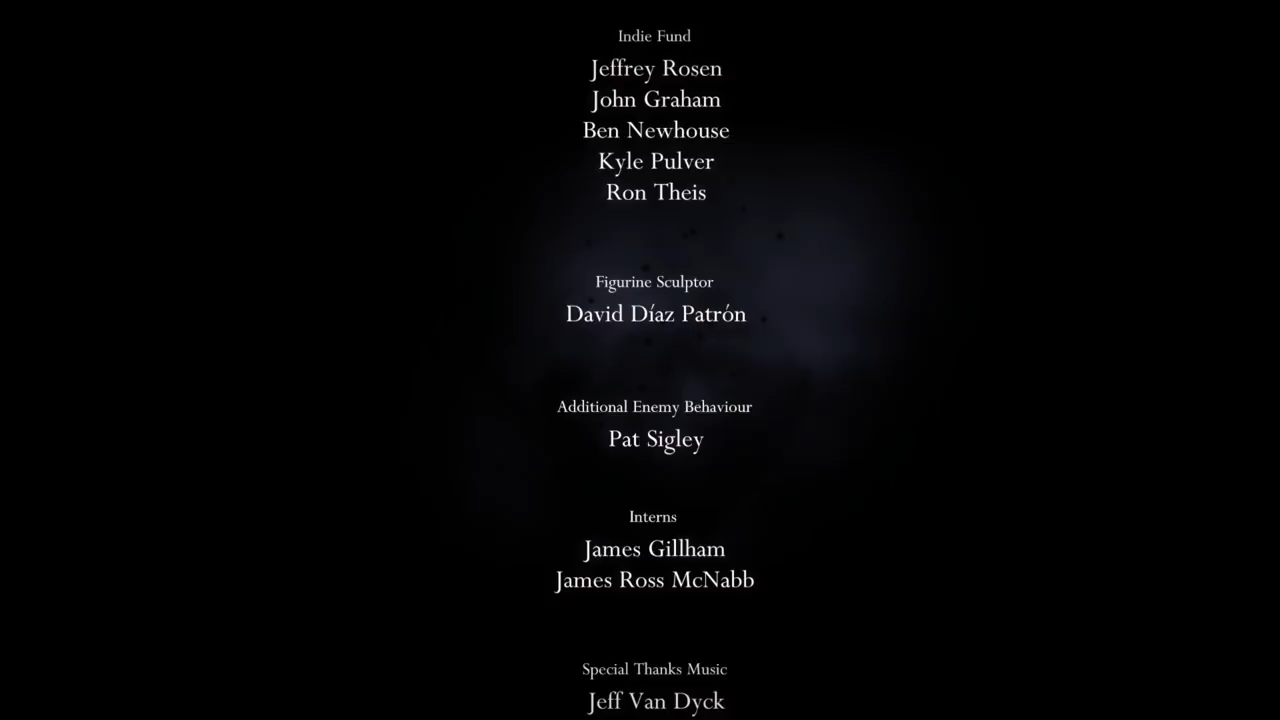 Indie Fund
Jeffrey Rosen
John Graham
Ben Newhouse
Kyle Pulver
Ron Theis
Figurine Sculptor
David Díaz Patrón
Additional Enemy Behaviour
Pat Sigley
Interns
James Gillham
James Ross McNabb
Special Thanks Music
Jeff Van Dyck